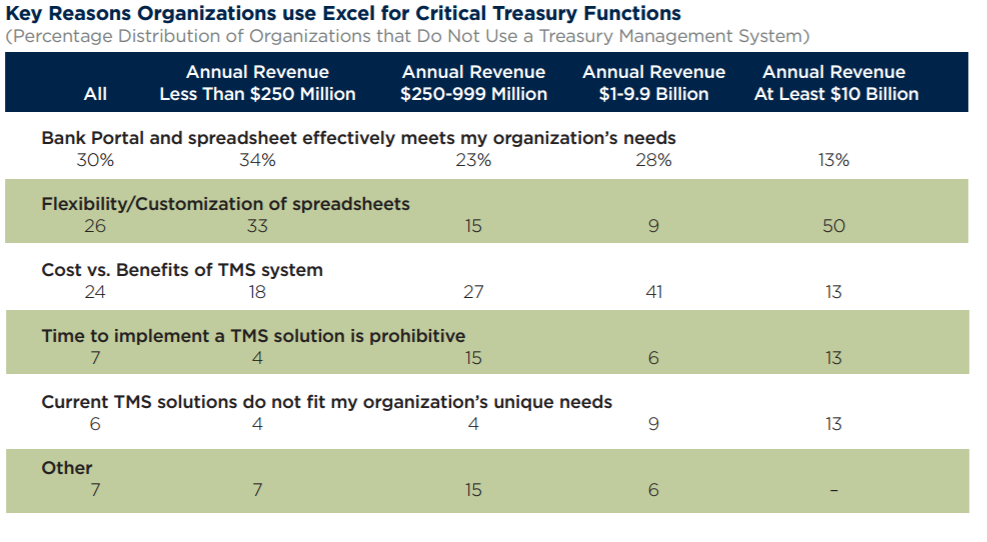 Key Reasons Organizations use Excel for Critical Treasury Functions
(Percentage Distribution of Organizations that Do Not Use a Treasury Management System)
All Annual Revenue Less Than $250 Million Annual Revenue $250-999 Million Annual Revenue $1-9.9 Billion Annual Revenue At Least $10 Billion
Bank Portal and spreadsheet effectively meets my organization’s needs
30% 34% 23% 28% 13%
Flexibility/Customization of spreadsheets
26 33 15 9 50
Cost vs. Benefits of TMS system
24 18 27 41 13
Time to implement a TMS solution is prohibitive
7 4 15 6 13
Current TMS solutions do not fit my organization’s unique needs
6 4 4 9 13
Other
7 7 15 6 –